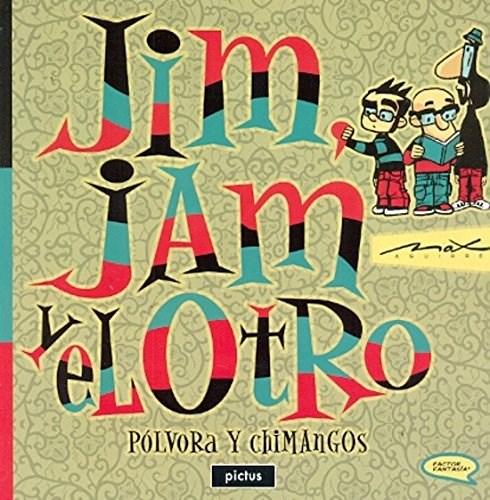 Jim,
JAM
y eL OtRO
PÓLVORA Y ChiMAnGOS
MAX
AGUIRRE
pictus
FACTOR
FANTASÍA